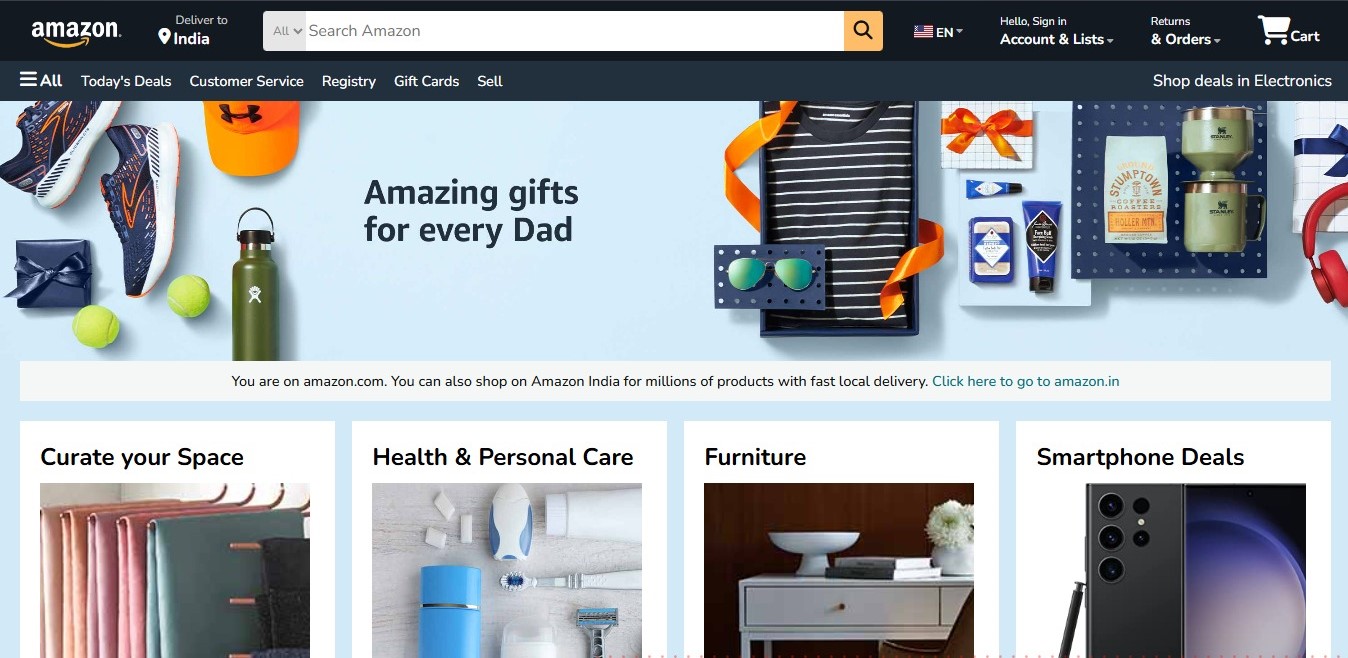 amazon
Deliver to
India
All
Search Amazon
EN
Hello, Sign in
Account & Lists
Returns
& Orders
Cart
All
Today's Deals
Customer Service
Registry
Gift Cards
Sell
Shop deals in Electronics
Amazing gifts
for every Dad
STUMPTOWN
COFFEE
ROASTERS
HOLLER MTN.
STANLEY
STANLEY
You are on amazon.com. You can also shop on Amazon India for millions of products with fast local delivery. Click here to go to amazon.in
Curate your Space
Health & Personal Care
Furniture
Smartphone Deals